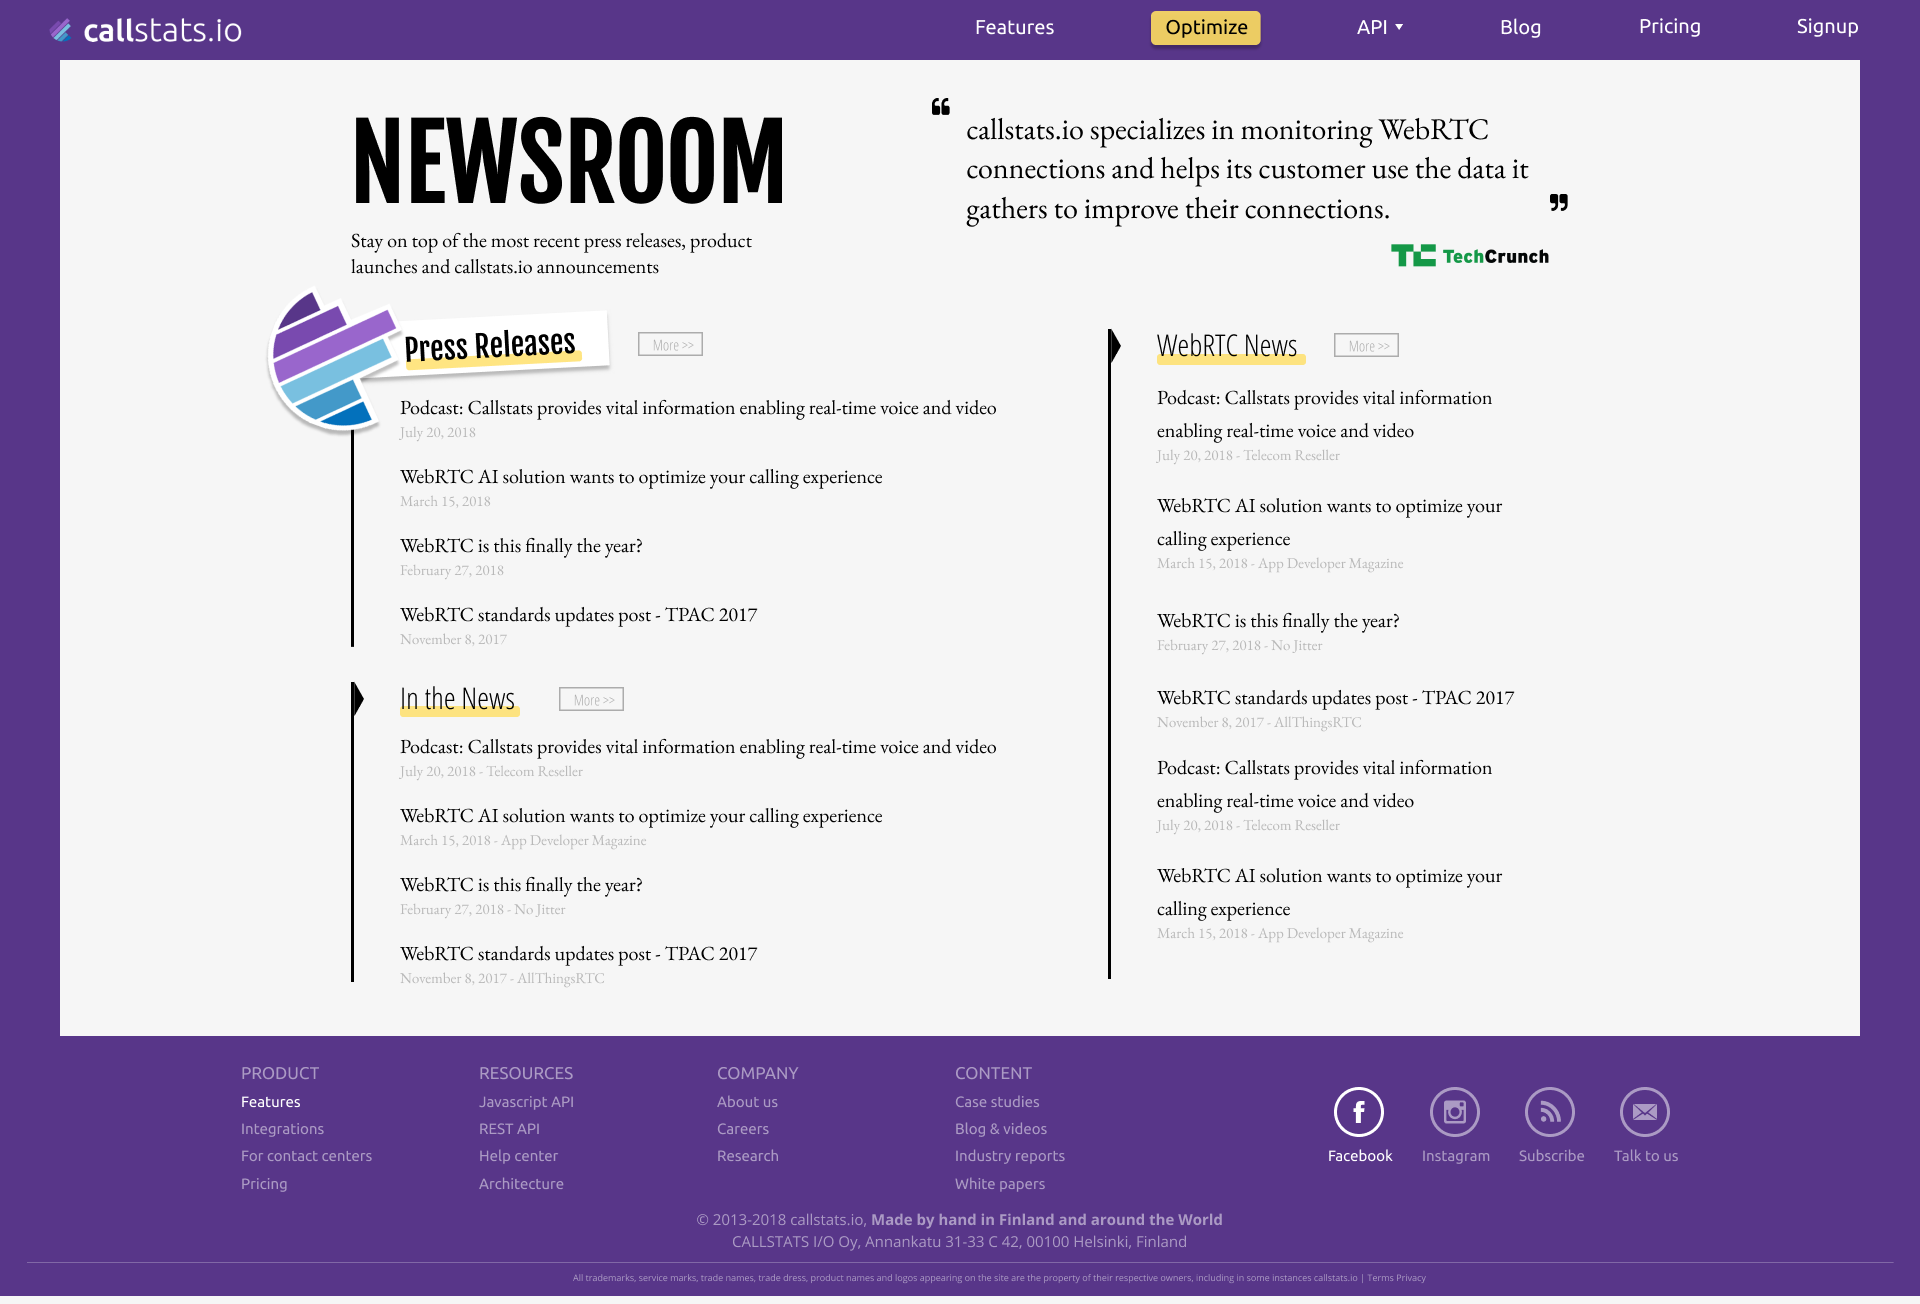 callstats.io
Features
Optimize
API
Blog
Pricing
Signup
NEWSROOM
Stay on top of the most recent press releases, product
launches and callstats.io announcements
“
callstats.io specializes in monitoring WebRTC
connections and helps its customer use the data it
gathers to improve their connections.
”
TC TechCrunch
Press Releases
More >>
Podcast: Callstats provides vital information enabling real-time voice and video
July 20, 2018
WebRTC AI solution wants to optimize your calling experience
March 15, 2018
WebRTC is this finally the year?
February 27, 2018
WebRTC standards updates post - TPAC 2017
November 8, 2017
In the News
More >>
Podcast: Callstats provides vital information enabling real-time voice and video
July 20, 2018 - Telecom Reseller
WebRTC AI solution wants to optimize your calling experience
March 15, 2018 - App Developer Magazine
WebRTC is this finally the year?
February 27, 2018 - No Jitter
WebRTC standards updates post - TPAC 2017
November 8, 2017 - AllThingsRTC
WebRTC News
More >>
Podcast: Callstats provides vital information
enabling real-time voice and video
July 20, 2018 - Telecom Reseller
WebRTC AI solution wants to optimize your
calling experience
March 15, 2018 - App Developer Magazine
WebRTC is this finally the year?
February 27, 2018 - No Jitter
WebRTC standards updates post - TPAC 2017
November 8, 2017 - AllThingsRTC
Podcast: Callstats provides vital information
enabling real-time voice and video
July 20, 2018 - Telecom Reseller
WebRTC AI solution wants to optimize your
calling experience
March 15, 2018 - App Developer Magazine
PRODUCT
Features
Integrations
For contact centers
Pricing
RESOURCES
Javascript API
REST API
Help center
Architecture
COMPANY
About us
Careers
Research
CONTENT
Case studies
Blog & videos
Industry reports
White papers
Facebook
Instagram
Subscribe
Talk to us
© 2013-2018 callstats.io, Made by hand in Finland and around the World
CALLSTATS I/O Oy, Annankatu 31-33 C 42, 00100 Helsinki, Finland
All trademarks, service marks, trade names, trade dress, product names and logos appearing on the site are the property of their respective owners, including in some instances callstats.io | Terms Privacy